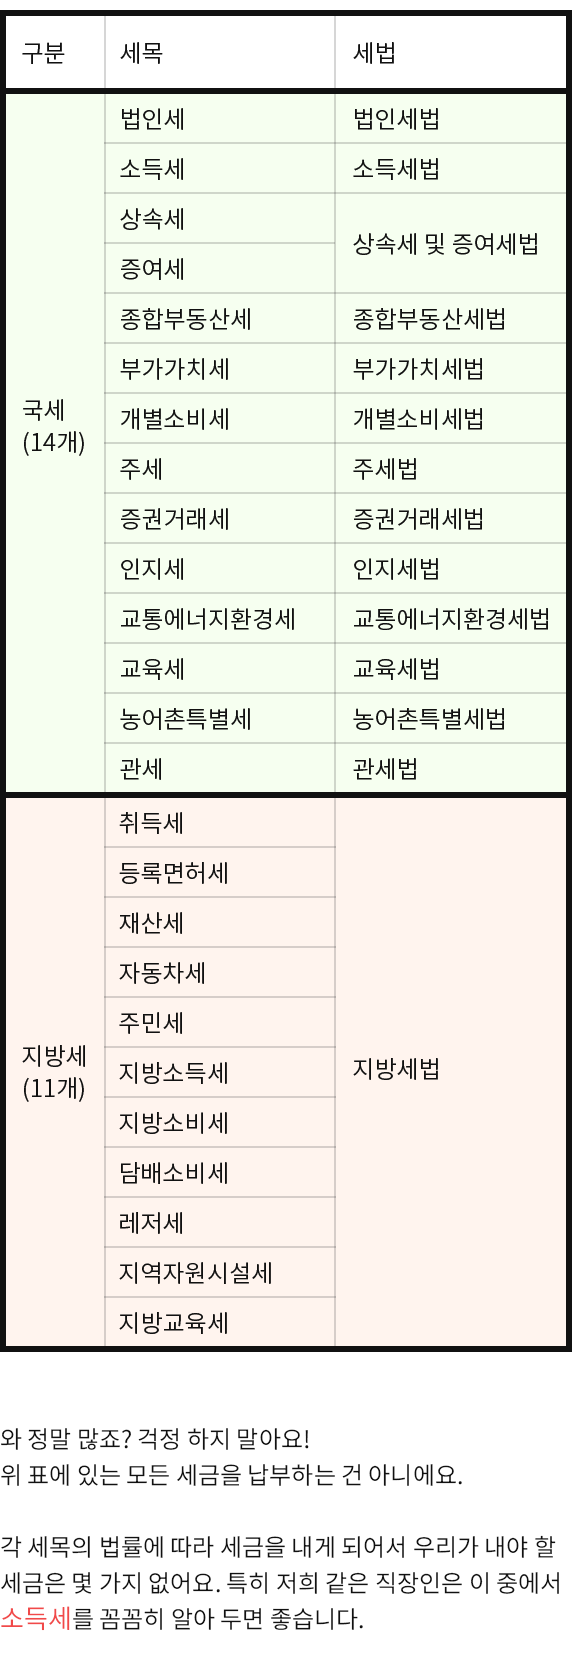 구분 세목 세법
법인세 법인세법
소득세 소득세법
상속세
상속세 및 증여세법
증여세
종합부동산세 종합부동산세법
부가가치세 부가가치세법
국세
(14개)
개별소비세 개별소비세법
주세 주세법
증권거래세 증권거래세법
인지세 인지세법
교통에너지환경세 교통에너지환경세법
교육세 교육세법
농어촌특별세 농어촌특별세법
관세 관세법
취득세
등록면허세
재산세
자동차세
주민세
지방세
(11개)
지방소득세 지방세법
지방소비세
담배소비세
레저세
지역자원시설세
지방교육세
와 정말 많죠? 걱정 하지 말아요!
위 표에 있는 모든 세금을 납부하는 건 아니에요.
각 세목의 법률에 따라 세금을 내게 되어서 우리가 내야 할
세금은 몇 가지 없어요. 특히 저희 같은 직장인은 이 중에서
소득세를 꼼꼼히 알아 두면 좋습니다.